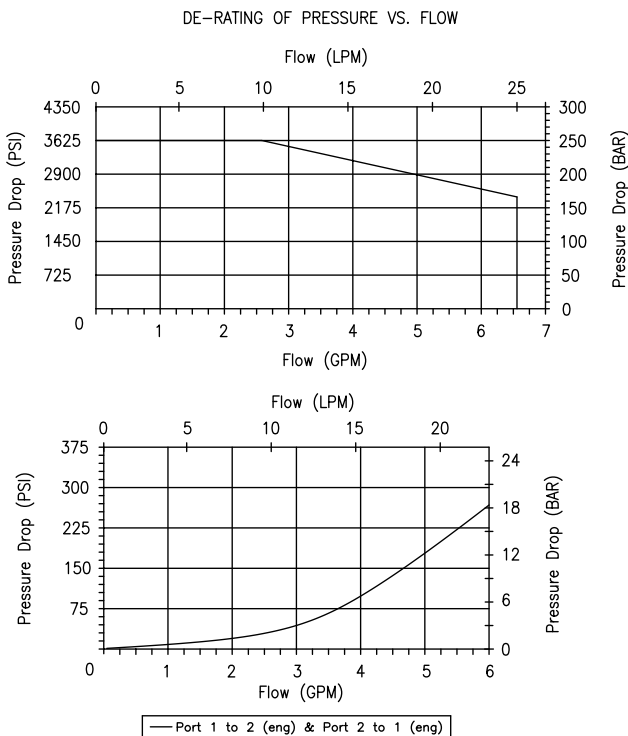 DE-RATING OF PRESSURE VS. FLOW
Flow (LPM)
0 5 10 15 20 25
Pressure Drop (PSI)
4350
3625
2900
2175
1450
725
0
300
250
200
150
100
50
0
Pressure Drop (BAR)
1 2 3 4 5 6 7
Flow (GPM)
Flow (LPM)
0 5 10 15 20
Pressure Drop (PSI)
375
300
225
150
75
0
24
18
12
6
0
Pressure Drop (BAR)
1 2 3 4 5 6
Flow (GPM)
Port 1 to 2 (eng) & Port 2 to 1 (eng)